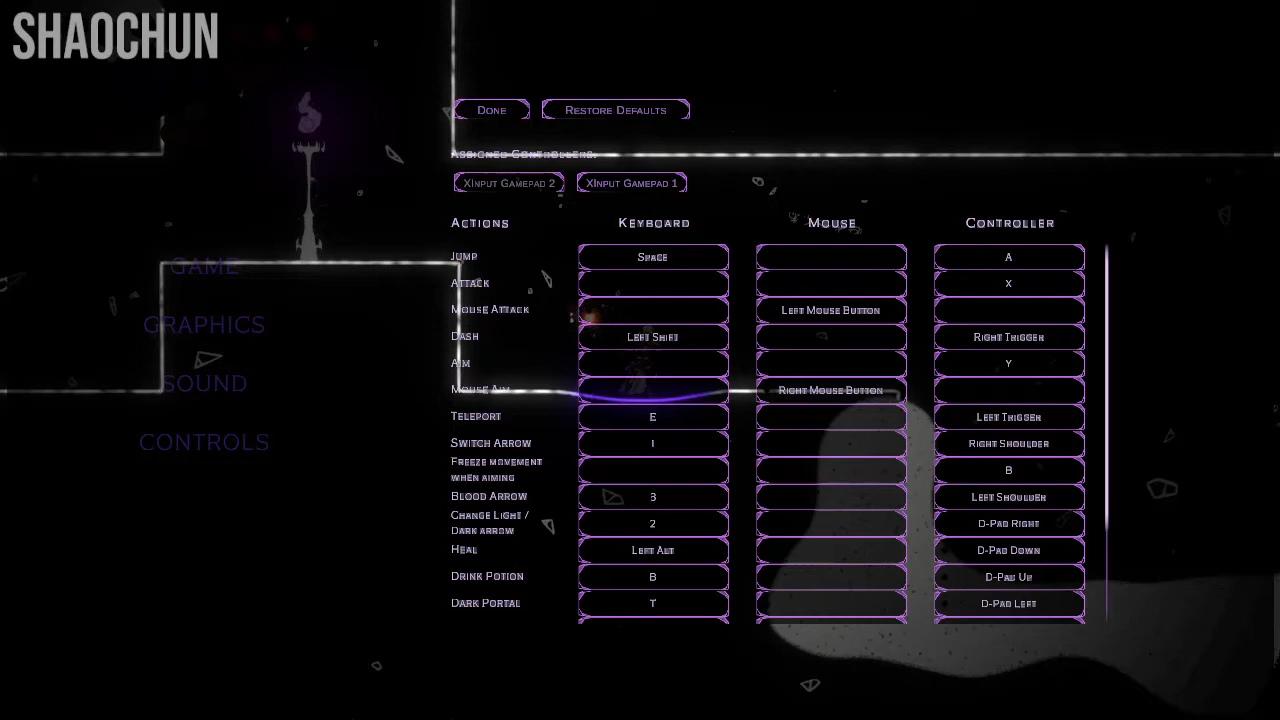 SHAOCHUN
DONE RESTORE DEFAULTS
ASSIGNED CONTROLLERS:
XINPUT GAMEPAD 2 XINPUT GAMEPAD 1
ACTIONS KEYBOARD MOUSE CONTROLLER
JUMP SPACE A
ATTACK X
MOUSE ATTACK LEFT MOUSE BUTTON
DASH LEFT SHIFT RIGHT TRIGGER
AIM Y
MOUSE AIM RIGHT MOUSE BUTTON
TELEPORT E LEFT TRIGGER
SWITCH ARROW 1 RIGHT SHOULDER
FREEZE MOVEMENT
WHEN AIMING B
BLOOD ARROW 3 LEFT SHOULDER
CHANGE LIGHT /
DARK ARROW 2 D-PAD RIGHT
HEAL LEFT ALT D-PAD DOWN
DRINK POTION B D-PAD UP
DARK PORTAL T D-PAD LEFT
GAME
GRAPHICS
SOUND
CONTROLS